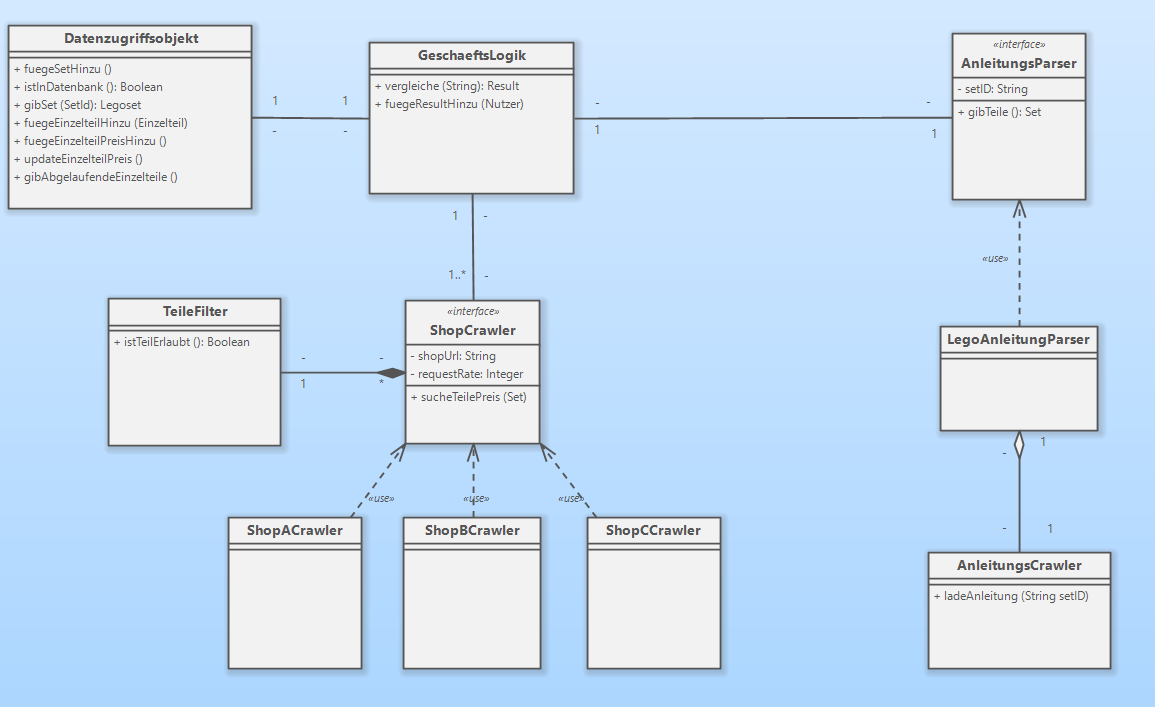 Datenzugriffsobjekt
+ fuegeSetHinzu ()
+ istInDatenbank (): Boolean
+ gibSet (SetId): Legoset
+ fuegeEinzelteilHinzu (Einzelteil)
+ fuegeEinzelteilPreisHinzu ()
+ updateEinzelteilPreis ()
+ gibAbgelaufendeEinzelteile ()
1
1
-
-
GeschaeftsLogik
+ vergleiche (String): Result
+ fuegeResultHinzu (Nutzer)
-
-
1
1
«interface»
AnleitungsParser
- setID: String
+ gibTeile (): Set
1
-
1..*
-
«use»
TeileFilter
+ istTeilErlaubt (): Boolean
-
-
1
*
«interface»
ShopCrawler
- shopUrl: String
- requestRate: Integer
+ sucheTeilePreis (Set)
LegoAnleitungParser
1
-
«use»
«use»
«use»
ShopACrawler
ShopBCrawler
ShopCCrawler
-
1
AnleitungsCrawler
+ ladeAnleitung (String setID)